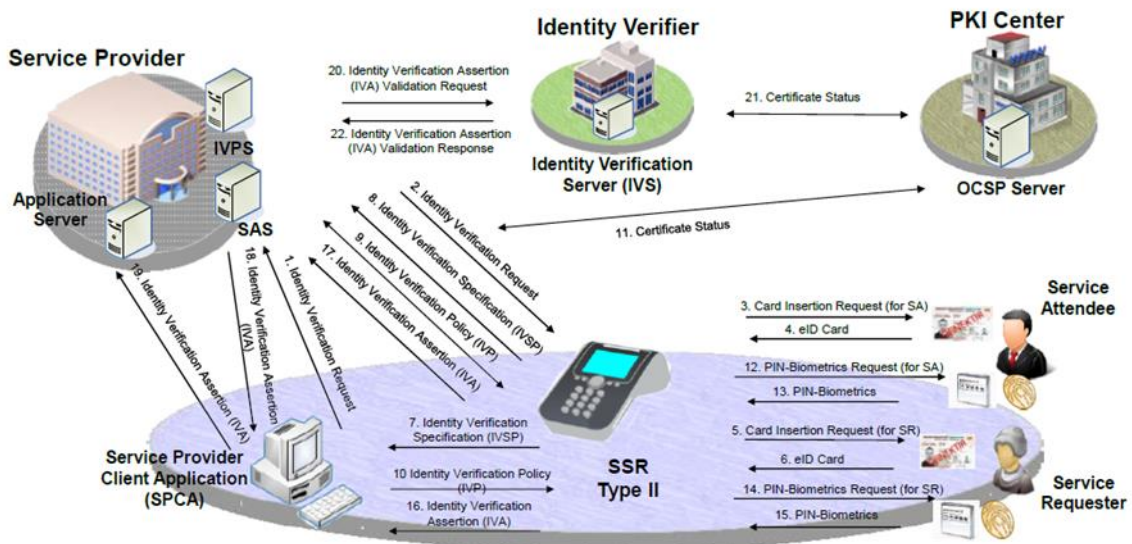 Service Provider
Identity Verifier
PKI Center
20. Identity Verification Assertion
(IVA) Validation Request
22. Identity Verification Assertion
(IVA) Validation Response
21. Certificate Status
IVPS
Application
Server
SAS
Identity Verification
Server (IVS)
OCSP Server
11. Certificate Status
2. Identity Verification Request
8. Identity Verification Specification (IVSP)
9. Identity Verification Policy (IVP)
17. Identity Verification Assertion (IVA)
1. Identity Verification Request
18. Identity Verification Assertion
(IVA)
19. Identity Verification Assertion (IVA)
Service
Attendee
3. Card Insertion Request (for SA)
4. eID Card
12. PIN-Biometrics Request (for SA)
13. PIN-Biometrics
5. Card Insertion Request (for SR)
6. eID Card
14. PIN-Biometrics Request (for SR)
15. PIN-Biometrics
Service
Requester
7. Identity Verification
Specification (IVSP)
10 Identity Verification Policy
(IVP)
16. Identity Verification
Assertion (IVA)
SSR
Type II
Service Provider
Client Application
(SPCA)